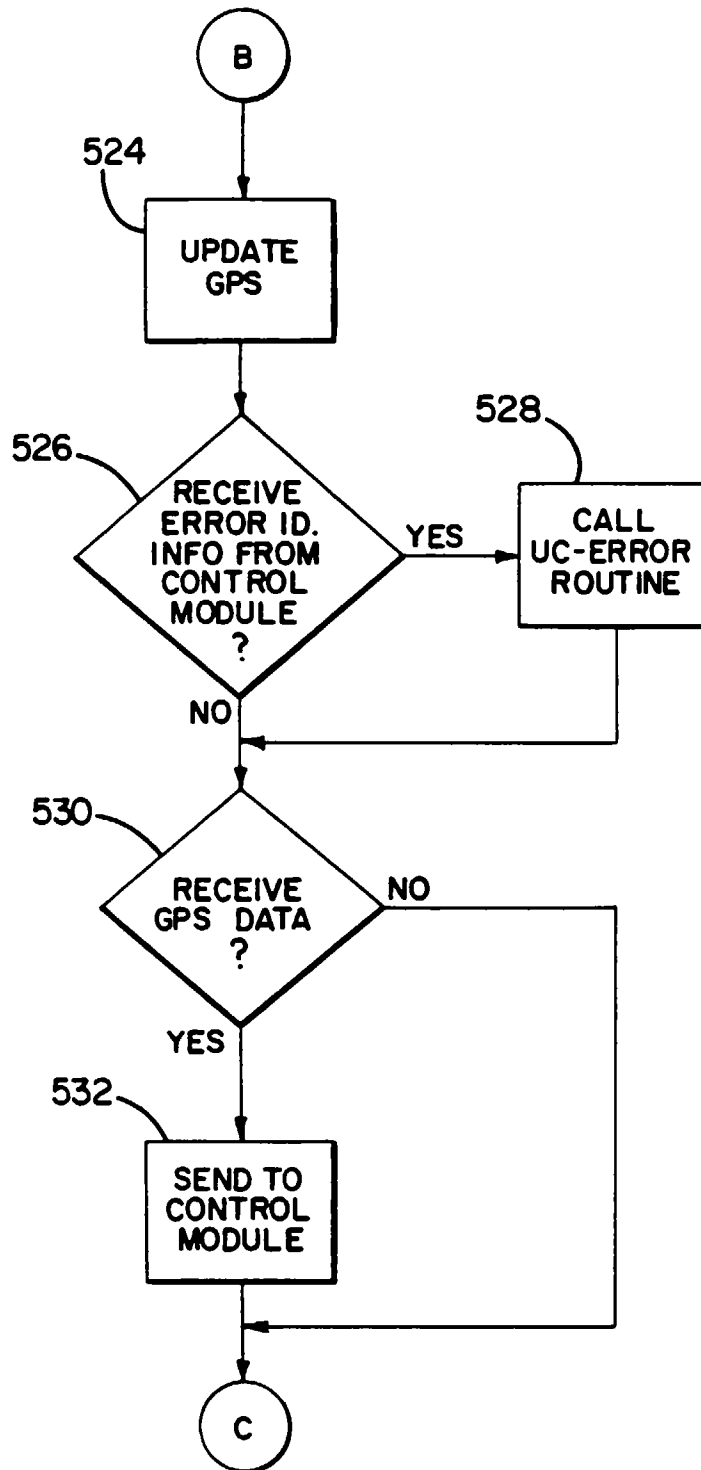 B
524
UPDATE
GPS
526
RECEIVE
ERROR ID.
INFO FROM
CONTROL
MODULE
?
YES
528
CALL
UC-ERROR
ROUTINE
NO
530
RECEIVE
GPS DATA
?
NO
YES
532
SEND TO
CONTROL
MODULE
C